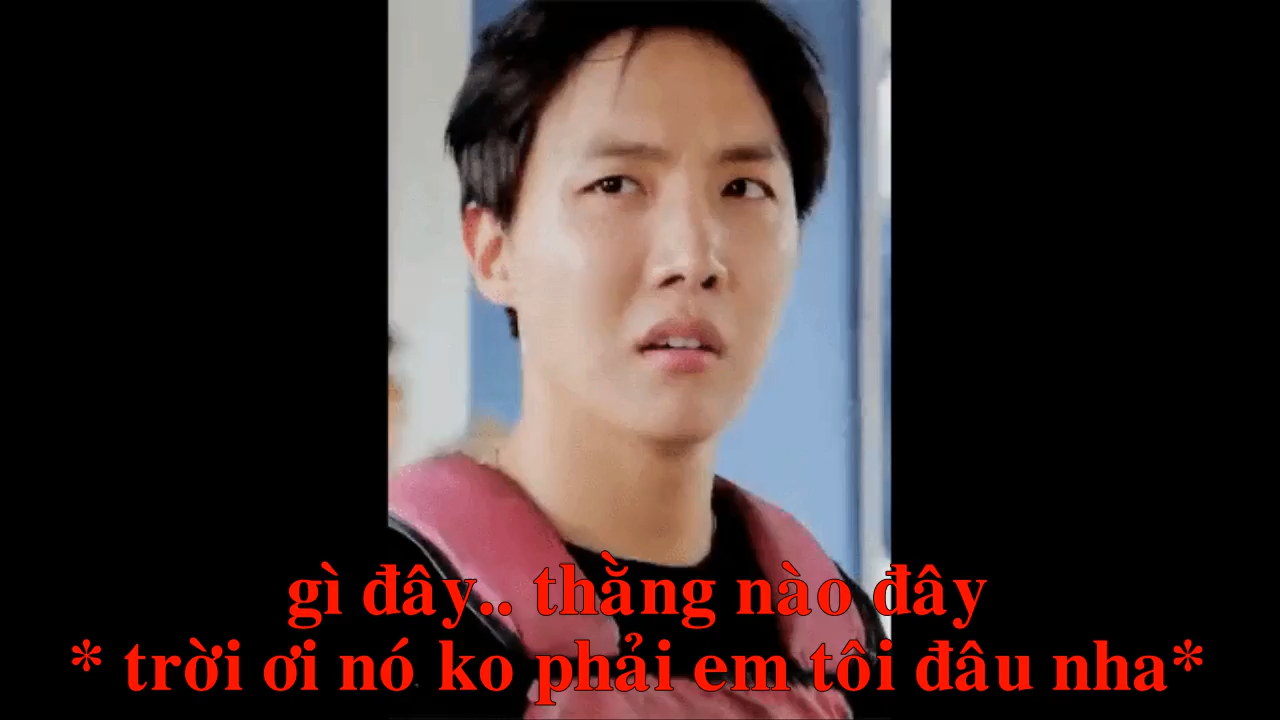 gì đây.. thằng nào đây
* trời ơi nó ko phải em tôi đâu nha*